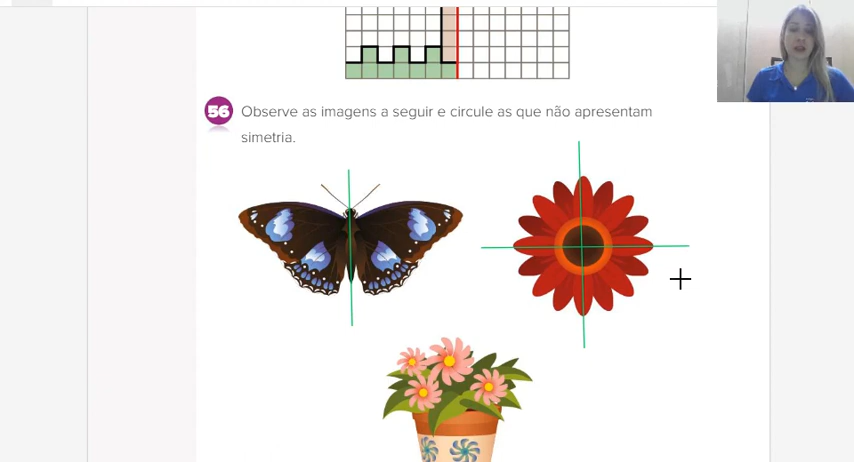 56 Observe as imagens a seguir e circule as que não apresentam
simetria.